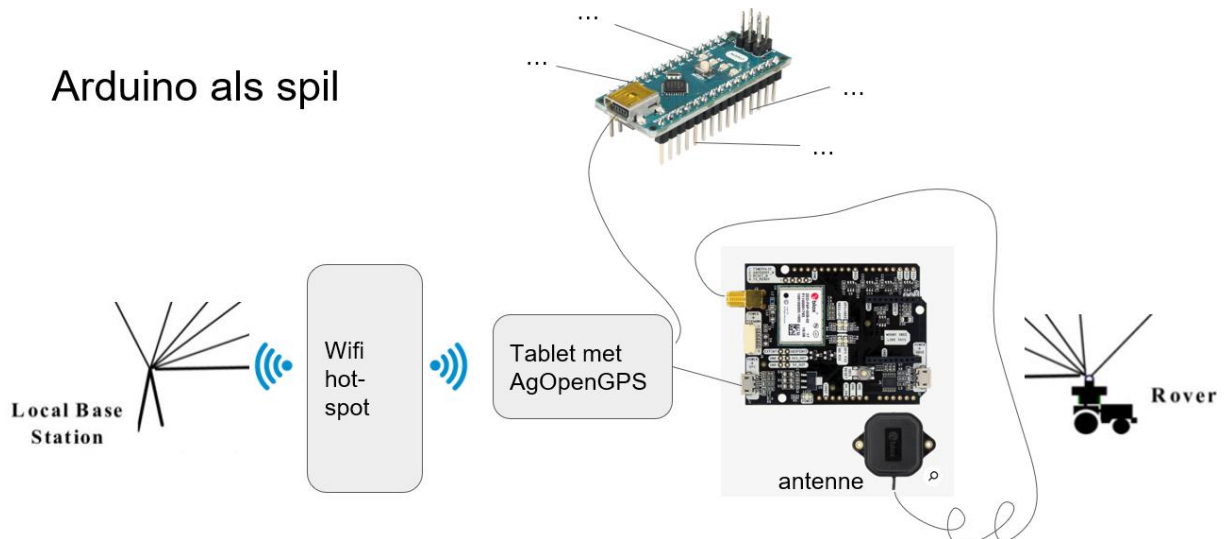 Arduino als spil
...
...
...
...
Local Base
Station
Wifi
hot-
spot
Tablet met
AgOpenGPS
antenne
Rover